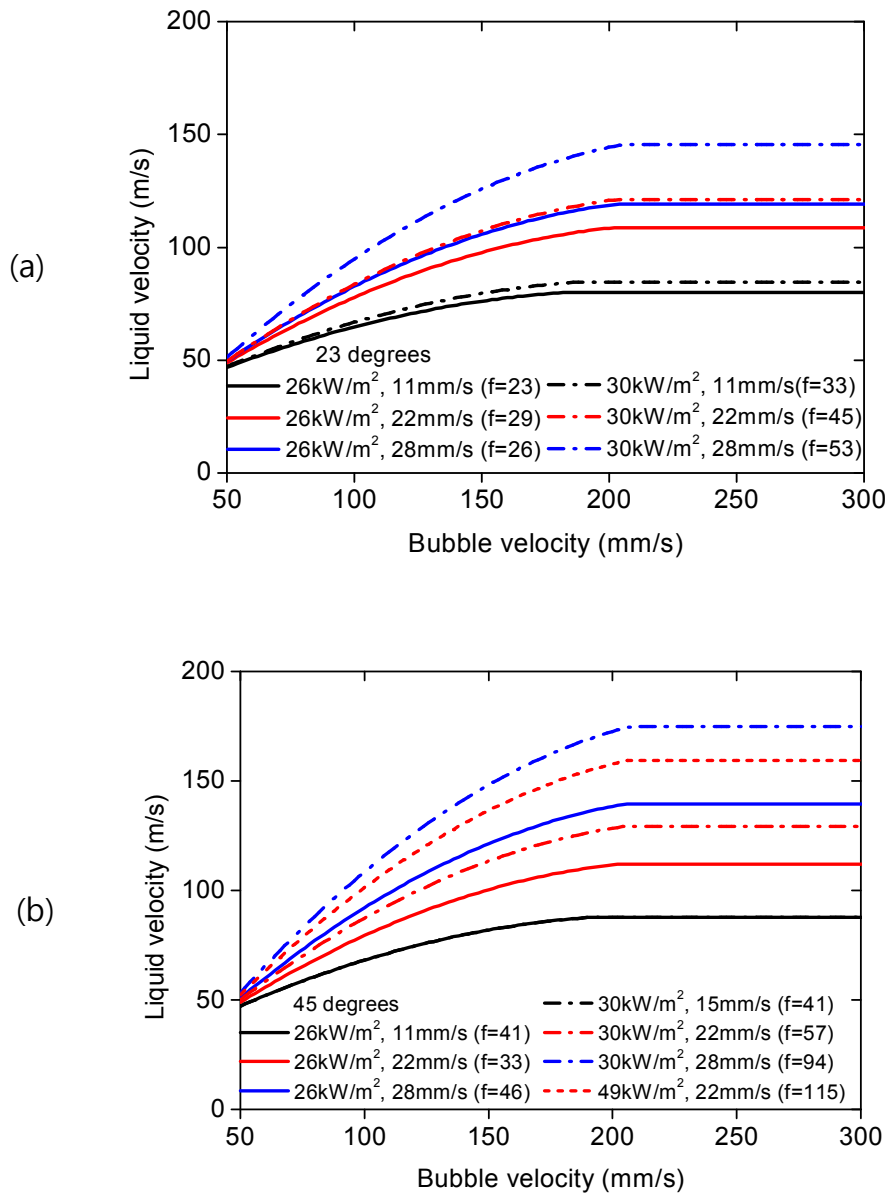 (a)
Liquid velocity (m/s)
200
150
100
50
0
23 degrees
26kW/m², 11mm/s (f=23) 30kW/m², 11mm/s(f=33)
26kW/m², 22mm/s (f=29) 30kW/m², 22mm/s (f=45)
26kW/m², 28mm/s (f=26) 30kW/m², 28mm/s (f=53)
50 100 150 200 250 300
Bubble velocity (mm/s)
(b)
Liquid velocity (m/s)
200
150
100
50
0
45 degrees 30kW/m², 15mm/s (f=41)
26kW/m², 11mm/s (f=41) 30kW/m², 22mm/s (f=57)
26kW/m², 22mm/s (f=33) 30kW/m², 28mm/s (f=94)
26kW/m², 28mm/s (f=46) 49kW/m², 22mm/s (f=115)
50 100 150 200 250 300
Bubble velocity (mm/s)